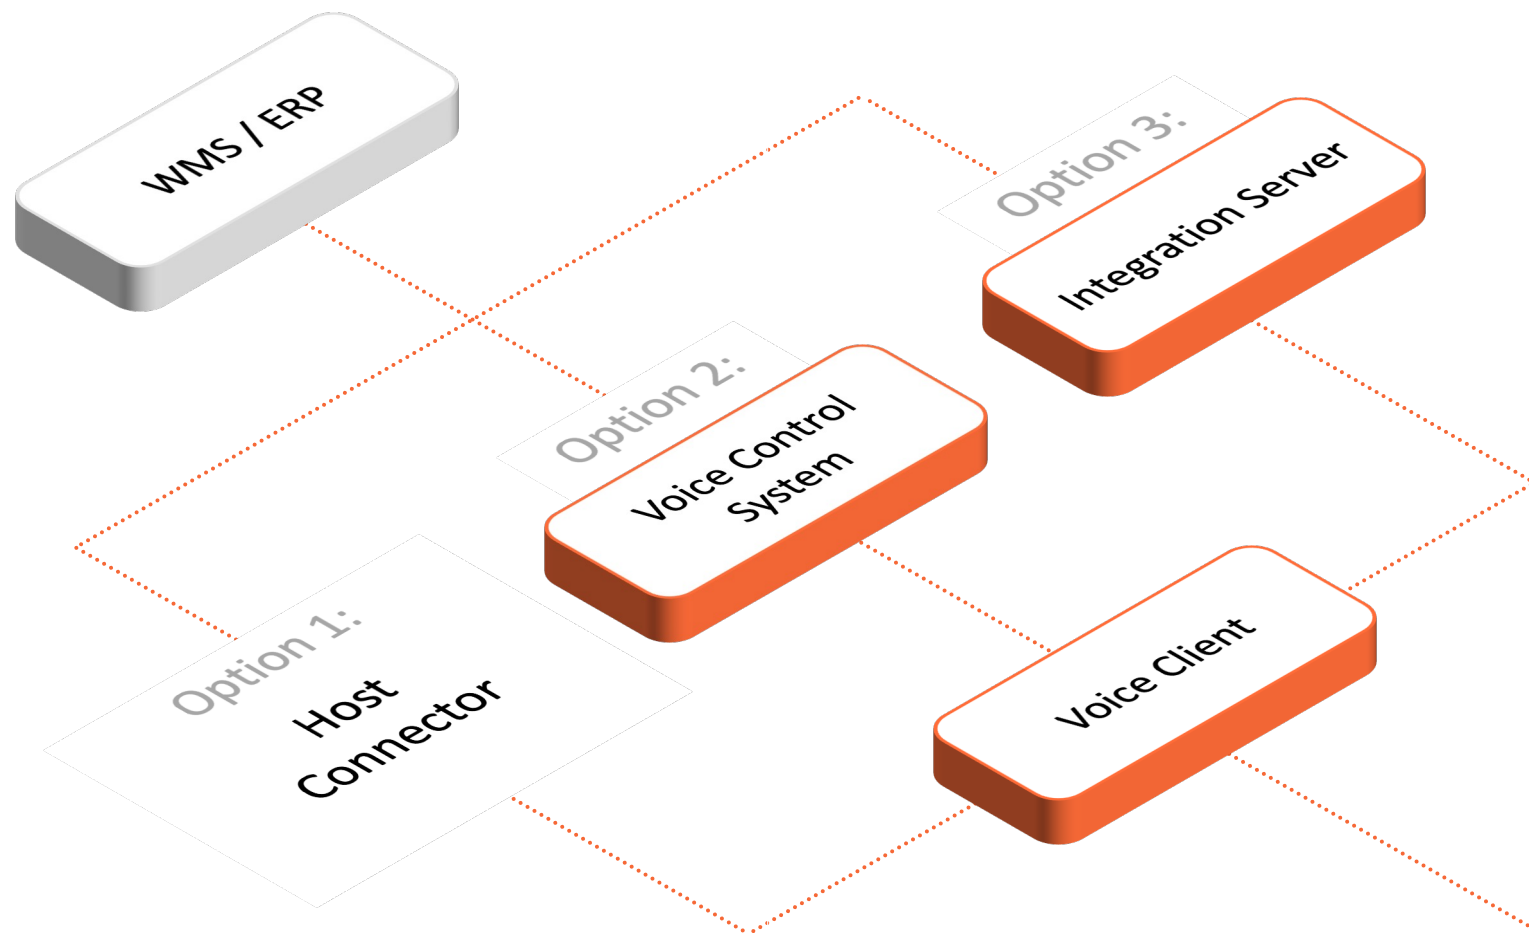 WMS / ERP
Option 3:
Integration Server
Option 2:
Voice Control
System
Option 1:
Host
Connector
Voice Client